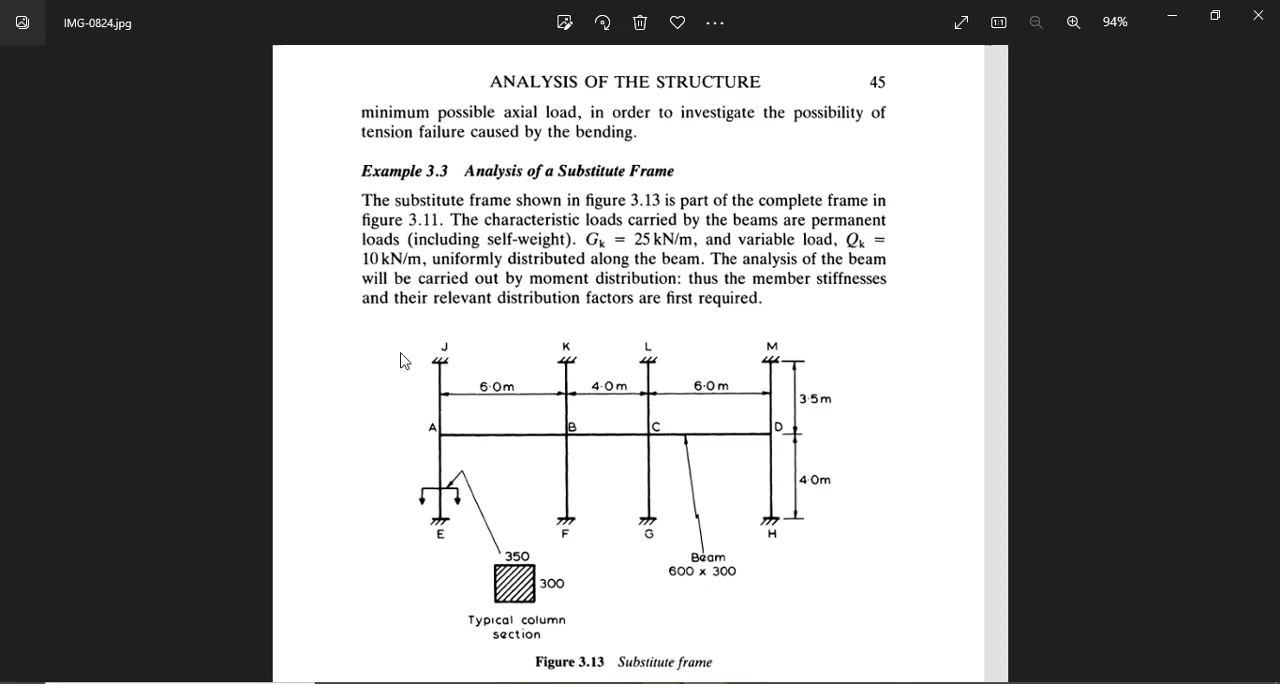 IMG-0824.jpg
94%
ANALYSIS OF THE STRUCTURE 45
minimum possible axial load, in order to investigate the possibility of
tension failure caused by the bending.
Example 3.3 Analysis of a Substitute Frame
The substitute frame shown in figure 3.13 is part of the complete frame in
figure 3.11. The characteristic loads carried by the beams are permanent
loads (including self-weight). Gk = 25 kN/m, and variable load, Qk =
10 kN/m, uniformly distributed along the beam. The analysis of the beam
will be carried out by moment distribution: thus the member stiffnesses
and their relevant distribution factors are first required.
J K L M
6·0m 4·0m 6·0m
3·5m
A B C D
4·0m
E F G H
350
300
Beam
600 x 300
Typical column
section
Figure 3.13 Substitute frame